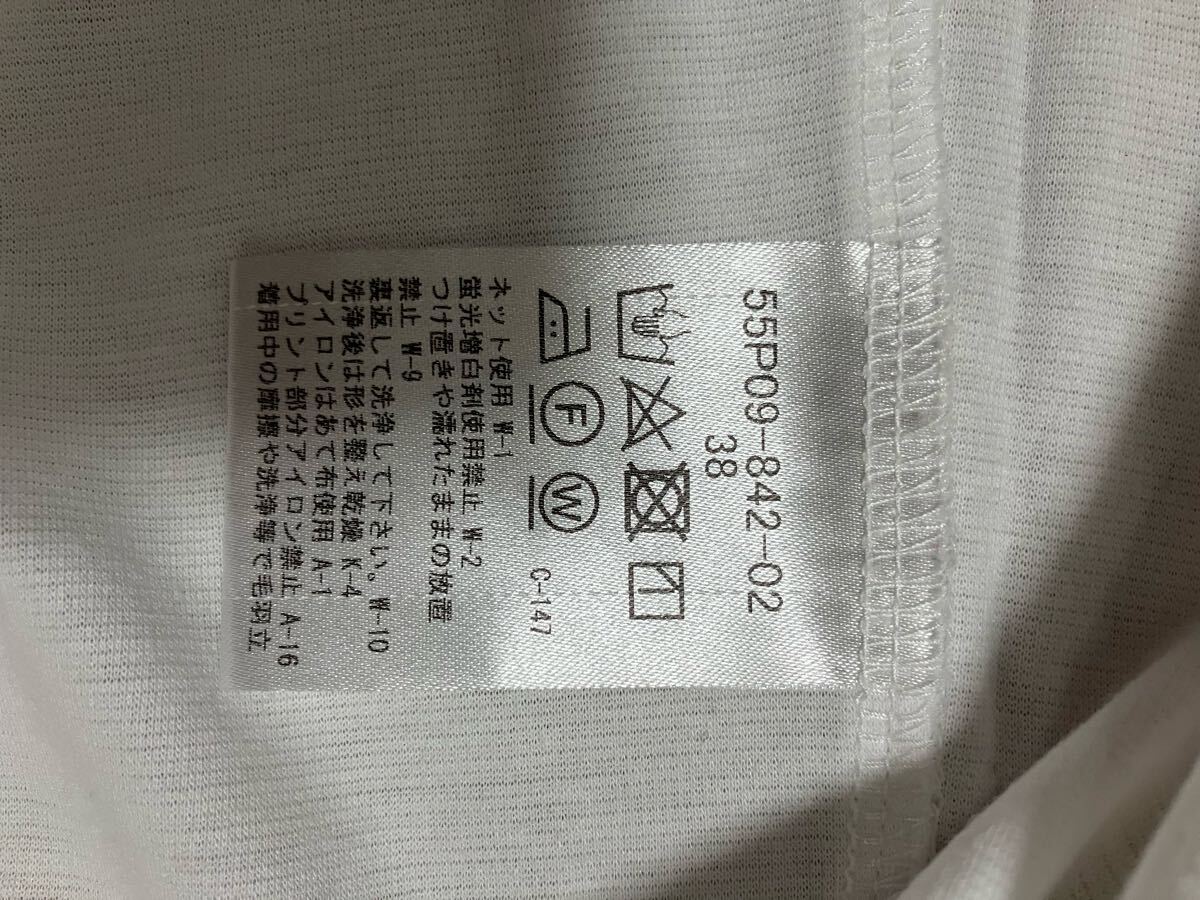 55P09-842-02
38
F W
C-147
ネット使用 W-1
蛍光増白剤使用禁止 W-2
つけ置きや濡れたままの放置
禁止 W-9
裏返して洗浄して下さい。W-10
洗浄後は形を整え乾燥 K-4
アイロンはあて布使用 A-1
プリント部分アイロン禁止 A-16
着用中の摩擦や洗浄等で毛羽立